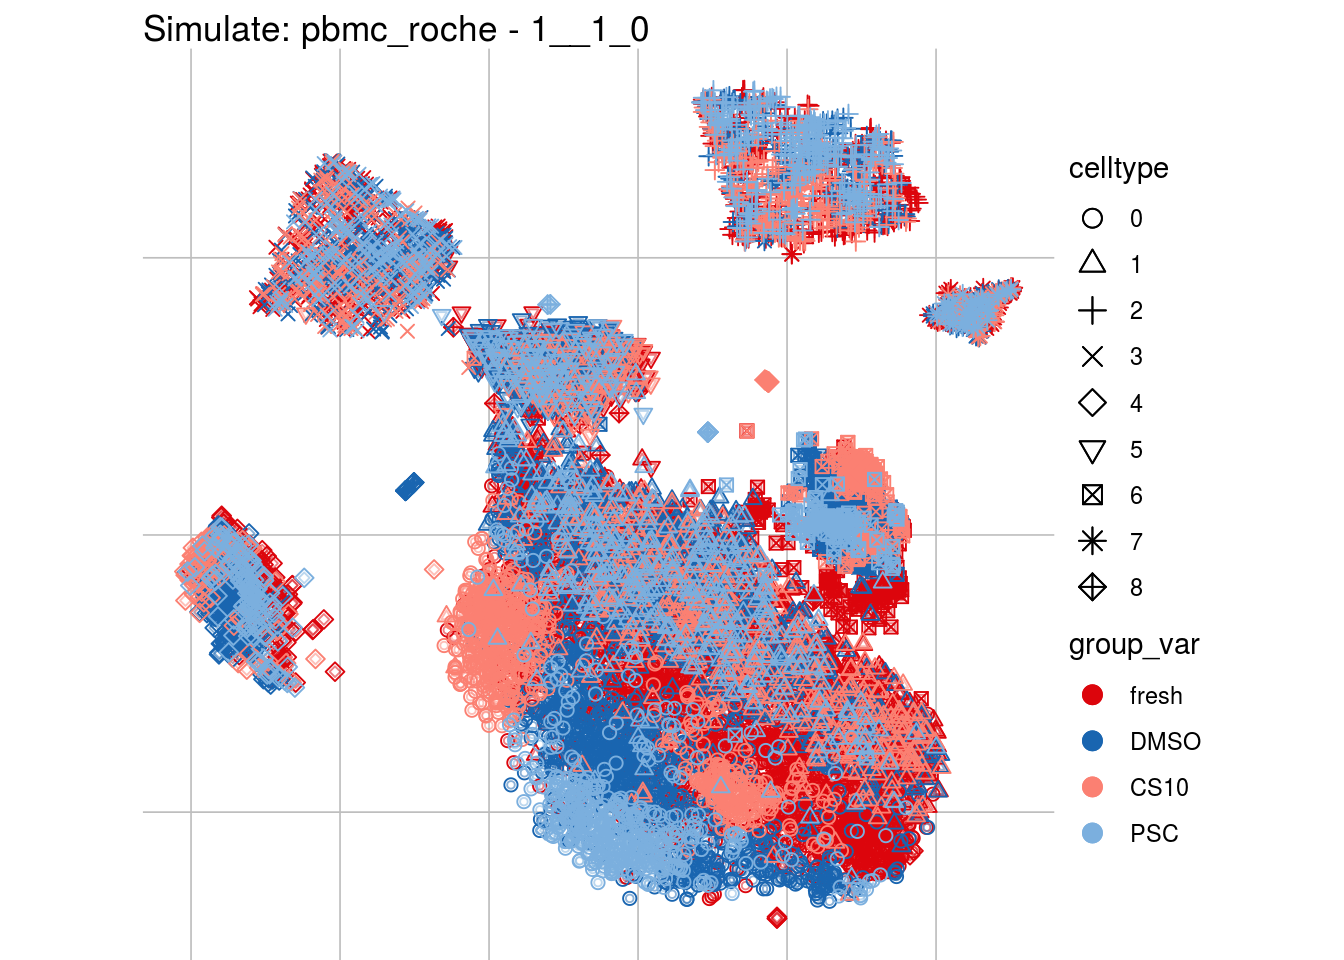 Simulate: pbmc_roche - 1__1_0
celltype
0
1
2
3
4
5
6
7
8
group_var
fresh
DMSO
CS10
PSC